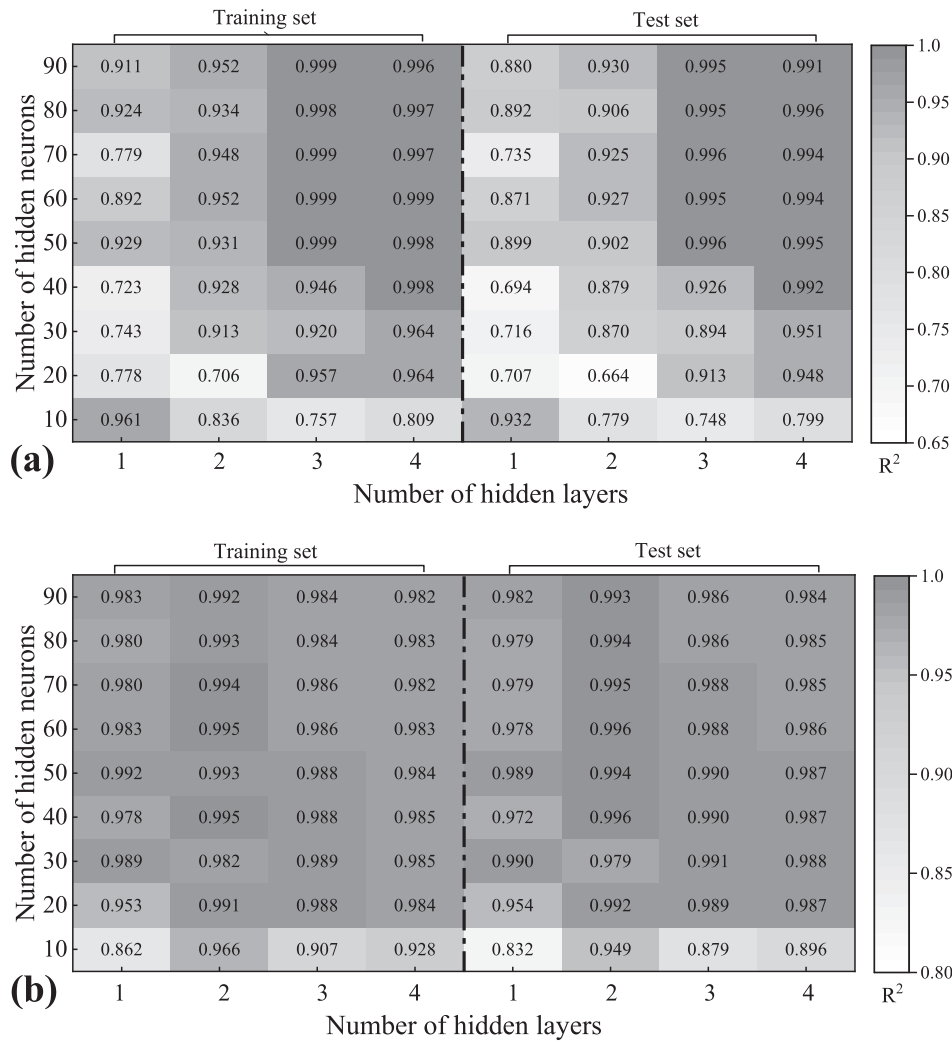 Training set Test set
90 0.911 0.952 0.999 0.996 0.880 0.930 0.995 0.991 1.0
80 0.924 0.934 0.998 0.997 0.892 0.906 0.995 0.996 0.95
70 0.779 0.948 0.999 0.997 0.735 0.925 0.996 0.994 0.90
60 0.892 0.952 0.999 0.999 0.871 0.927 0.995 0.994 0.85
50 0.929 0.931 0.999 0.998 0.899 0.902 0.996 0.995 0.80
40 0.723 0.928 0.946 0.998 0.694 0.879 0.926 0.992
30 0.743 0.913 0.920 0.964 0.716 0.870 0.894 0.951 0.75
20 0.778 0.706 0.957 0.964 0.707 0.664 0.913 0.948 0.70
10 0.961 0.836 0.757 0.809 0.932 0.779 0.748 0.799 0.65
Number of hidden neurons
(a) 1 2 3 4 1 2 3 4 R²
Number of hidden layers
Training set Test set
90 0.983 0.992 0.984 0.982 0.982 0.993 0.986 0.984 1.0
80 0.980 0.993 0.984 0.983 0.979 0.994 0.986 0.985
70 0.980 0.994 0.986 0.982 0.979 0.995 0.988 0.985 0.95
60 0.983 0.995 0.986 0.983 0.978 0.996 0.988 0.986
50 0.992 0.993 0.988 0.984 0.989 0.994 0.990 0.987 0.90
40 0.978 0.995 0.988 0.985 0.972 0.996 0.990 0.987
30 0.989 0.982 0.989 0.985 0.990 0.979 0.991 0.988 0.85
20 0.953 0.991 0.988 0.984 0.954 0.992 0.989 0.987
10 0.862 0.966 0.907 0.928 0.832 0.949 0.879 0.896 0.80
Number of hidden neurons
(b) 1 2 3 4 1 2 3 4 R²
Number of hidden layers